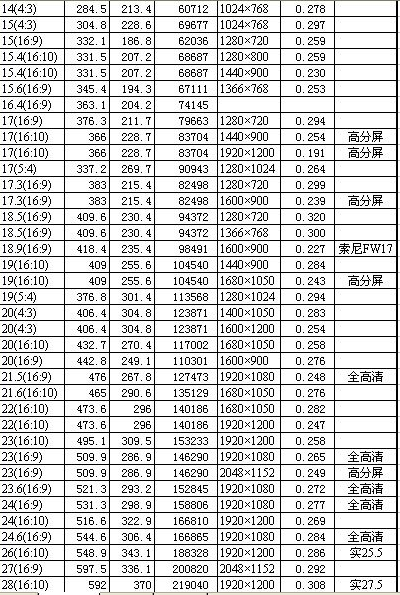 14(4:3) 284.5 213.4 60712 1024×768 0.278
15(4:3) 304.8 228.6 69677 1024×768 0.297
15(16:9) 332.1 186.8 62036 1280×720 0.259
15.4(16:10) 331.5 207.2 68687 1280×800 0.259
15.4(16:10) 331.5 207.2 68687 1440×900 0.230
15.6(16:9) 345.4 194.3 67111 1366×768 0.253
16.4(16:9) 363.1 204.2 74145
17(16:9) 376.3 211.7 79663 1280×720 0.294
17(16:10) 366 228.7 83704 1440×900 0.254 高分屏
17(16:10) 366 228.7 83704 1920×1200 0.191 高分屏
17(5:4) 337.2 269.7 90943 1280×1024 0.264
17.3(16:9) 383 215.4 82498 1280×720 0.299
17.3(16:9) 383 215.4 82498 1600×900 0.239 高分屏
18.5(16:9) 409.6 230.4 94372 1280×720 0.320
18.5(16:9) 409.6 230.4 94372 1366×768 0.300
18.9(16:9) 418.4 235.4 98491 1600×900 0.227 索尼FW17
19(16:10) 409 255.6 104540 1440×900 0.284
19(16:10) 409 255.6 104540 1680×1050 0.243 高分屏
19(5:4) 376.8 301.4 113568 1280×1024 0.294
20(4:3) 406.4 304.8 123871 1400×1050 0.283
20(4:3) 406.4 304.8 123871 1600×1200 0.254
20(16:10) 432.7 270.4 117002 1680×1050 0.258
20(16:9) 442.8 249.1 110301 1600×900 0.276
21.5(16:9) 476 267.8 127473 1920×1080 0.248 全高清
21.6(16:10) 465 290.6 135129 1680×1050 0.276
22(16:10) 473.6 296 140186 1680×1050 0.282
22(16:10) 473.6 296 140186 1920×1200 0.247
23(16:10) 495.1 309.5 153233 1920×1200 0.258
23(16:9) 509.9 286.9 146290 1920×1080 0.265 全高清
23(16:9) 509.9 286.9 146290 2048×1152 0.249 高分屏
23.6(16:9) 521.3 293.2 152845 1920×1080 0.272 全高清
24(16:9) 531.3 298.9 158806 1920×1080 0.277 全高清
24(16:10) 516.6 322.9 166810 1920×1200 0.269
24.6(16:9) 544.6 306.4 166865 1920×1080 0.284 全高清
26(16:10) 548.9 343.1 188328 1920×1200 0.286 实25.5
27(16:9) 597.5 336.1 200820 2048×1152 0.292
28(16:10) 592 370 219040 1920×1200 0.308 实27.5